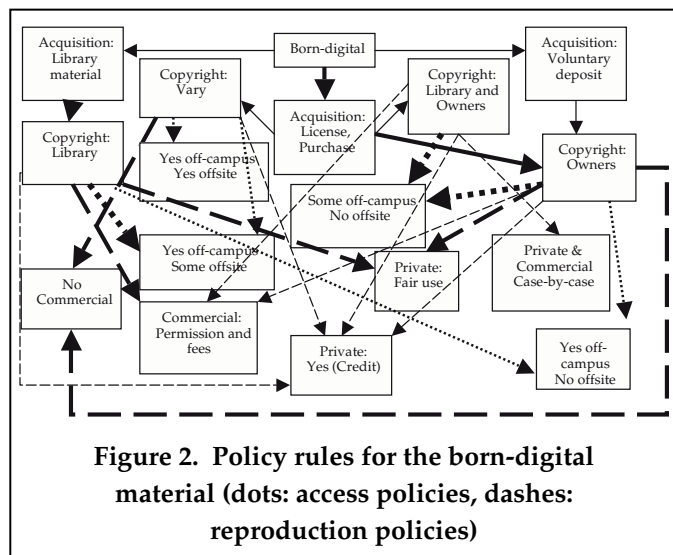 Acquisition:
Library
material
Born-digital
Acquisition:
Voluntary
deposit
Copyright:
Vary
Copyright:
Library and
Owners
Acquisition:
License,
Purchase
Copyright:
Library
Copyright:
Owners
Yes off-campus
Yes offsite
Some off-campus
No offsite
Yes off-campus
Some offsite
Private:
Fair use
Private &
Commercial
Case-by-case
No
Commercial
Commercial:
Permission and
fees
Private:
Yes (Credit)
Yes off-
campus
No offsite
Figure 2. Policy rules for the born-digital
material (dots: access policies, dashes:
reproduction policies)